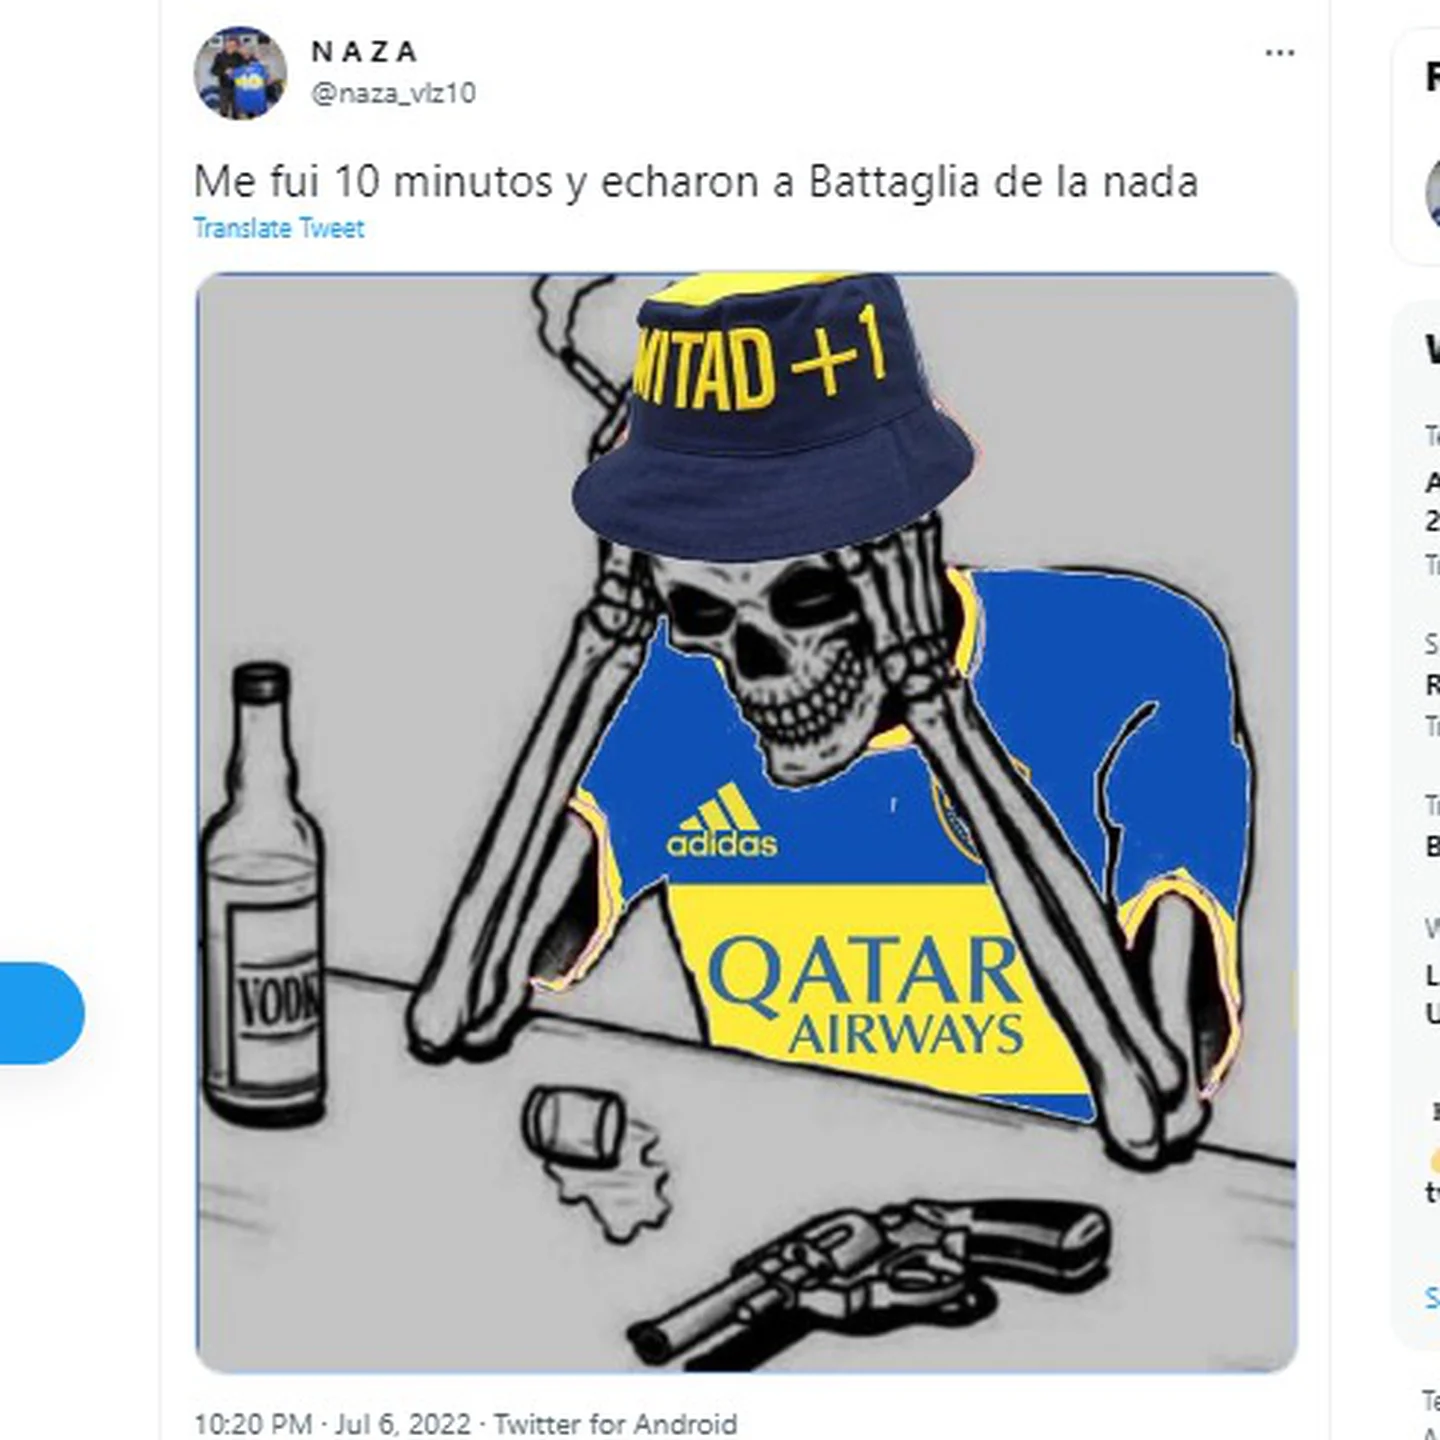 N A Z A
@naza_vlz10
Me fui 10 minutos y echaron a Battaglia de la nada
Translate Tweet
MITAD +1
adidas
QATAR
AIRWAYS
VODK
10:20 PM · Jul 6, 2022 · Twitter for Android